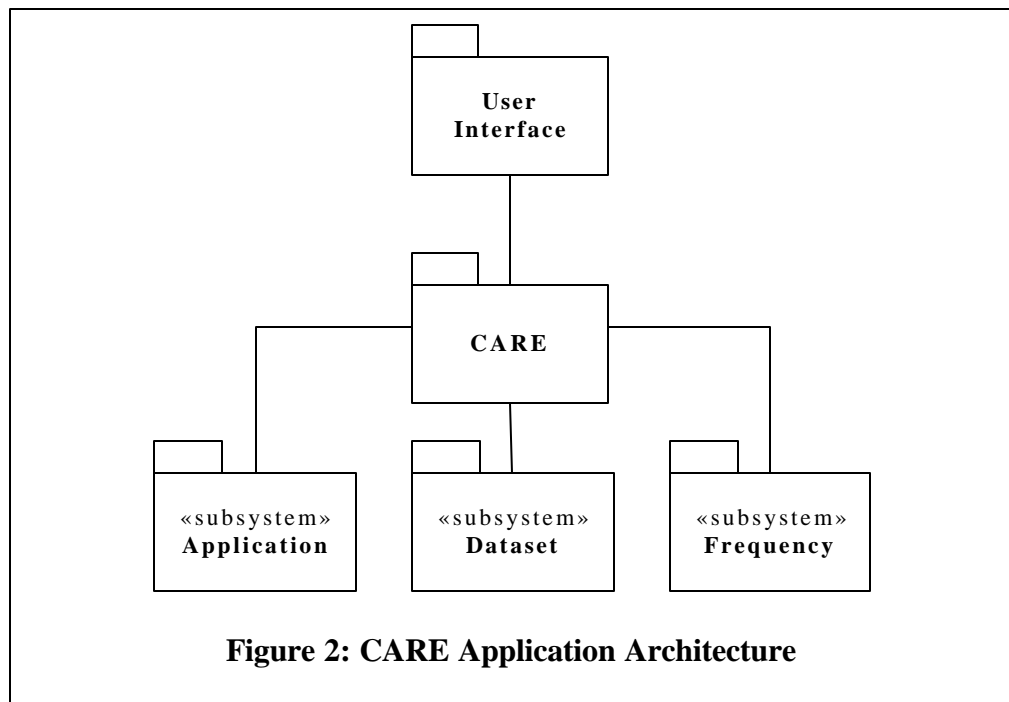 User
Interface
CARE
«subsystem»
Application
«subsystem»
Dataset
«subsystem»
Frequency
Figure 2: CARE Application Architecture